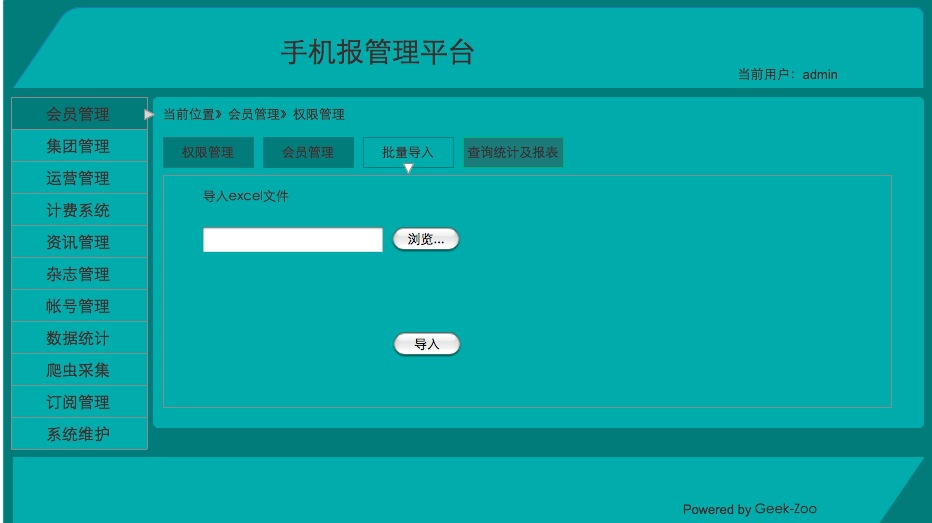 手机报管理平台
当前用户：admin
会员管理
集团管理
运营管理
计费系统
资讯管理
杂志管理
帐号管理
数据统计
爬虫采集
订阅管理
系统维护
当前位置》会员管理》权限管理
权限管理 会员管理 批量导入 查询统计及报表
导入excel文件
浏览...
导入
Powered by Geek-Zoo